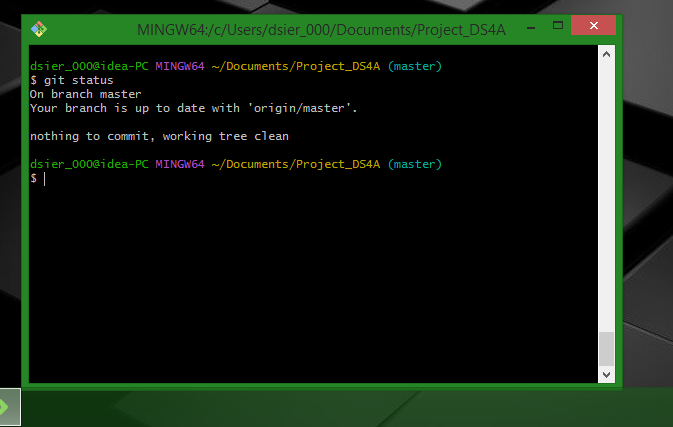 MINGW64:/c/Users/dsier_000/Documents/Project_DS4A
dsier_000@idea-PC MINGW64 ~/Documents/Project_DS4A (master)
$ git status
On branch master
Your branch is up to date with 'origin/master'.
nothing to commit, working tree clean
dsier_000@idea-PC MINGW64 ~/Documents/Project_DS4A (master)
$